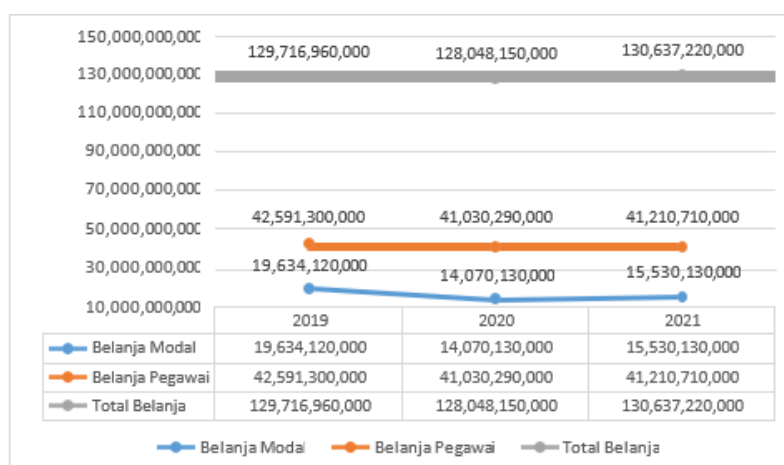 150,000,000,000
129,716,960,000 128,048,150,000 130,637,220,000
130,000,000,000
110,000,000,000
90,000,000,000
70,000,000,000
50,000,000,000
42,591,300,000 41,030,290,000 41,210,710,000
30,000,000,000
19,634,120,000 14,070,130,000 15,530,130,000
10,000,000,000
2019 2020 2021
Belanja Modal 19,634,120,000 14,070,130,000 15,530,130,000
Belanja Pegawai 42,591,300,000 41,030,290,000 41,210,710,000
Total Belanja 129,716,960,000 128,048,150,000 130,637,220,000
Belanja Modal Belanja Pegawai Total Belanja